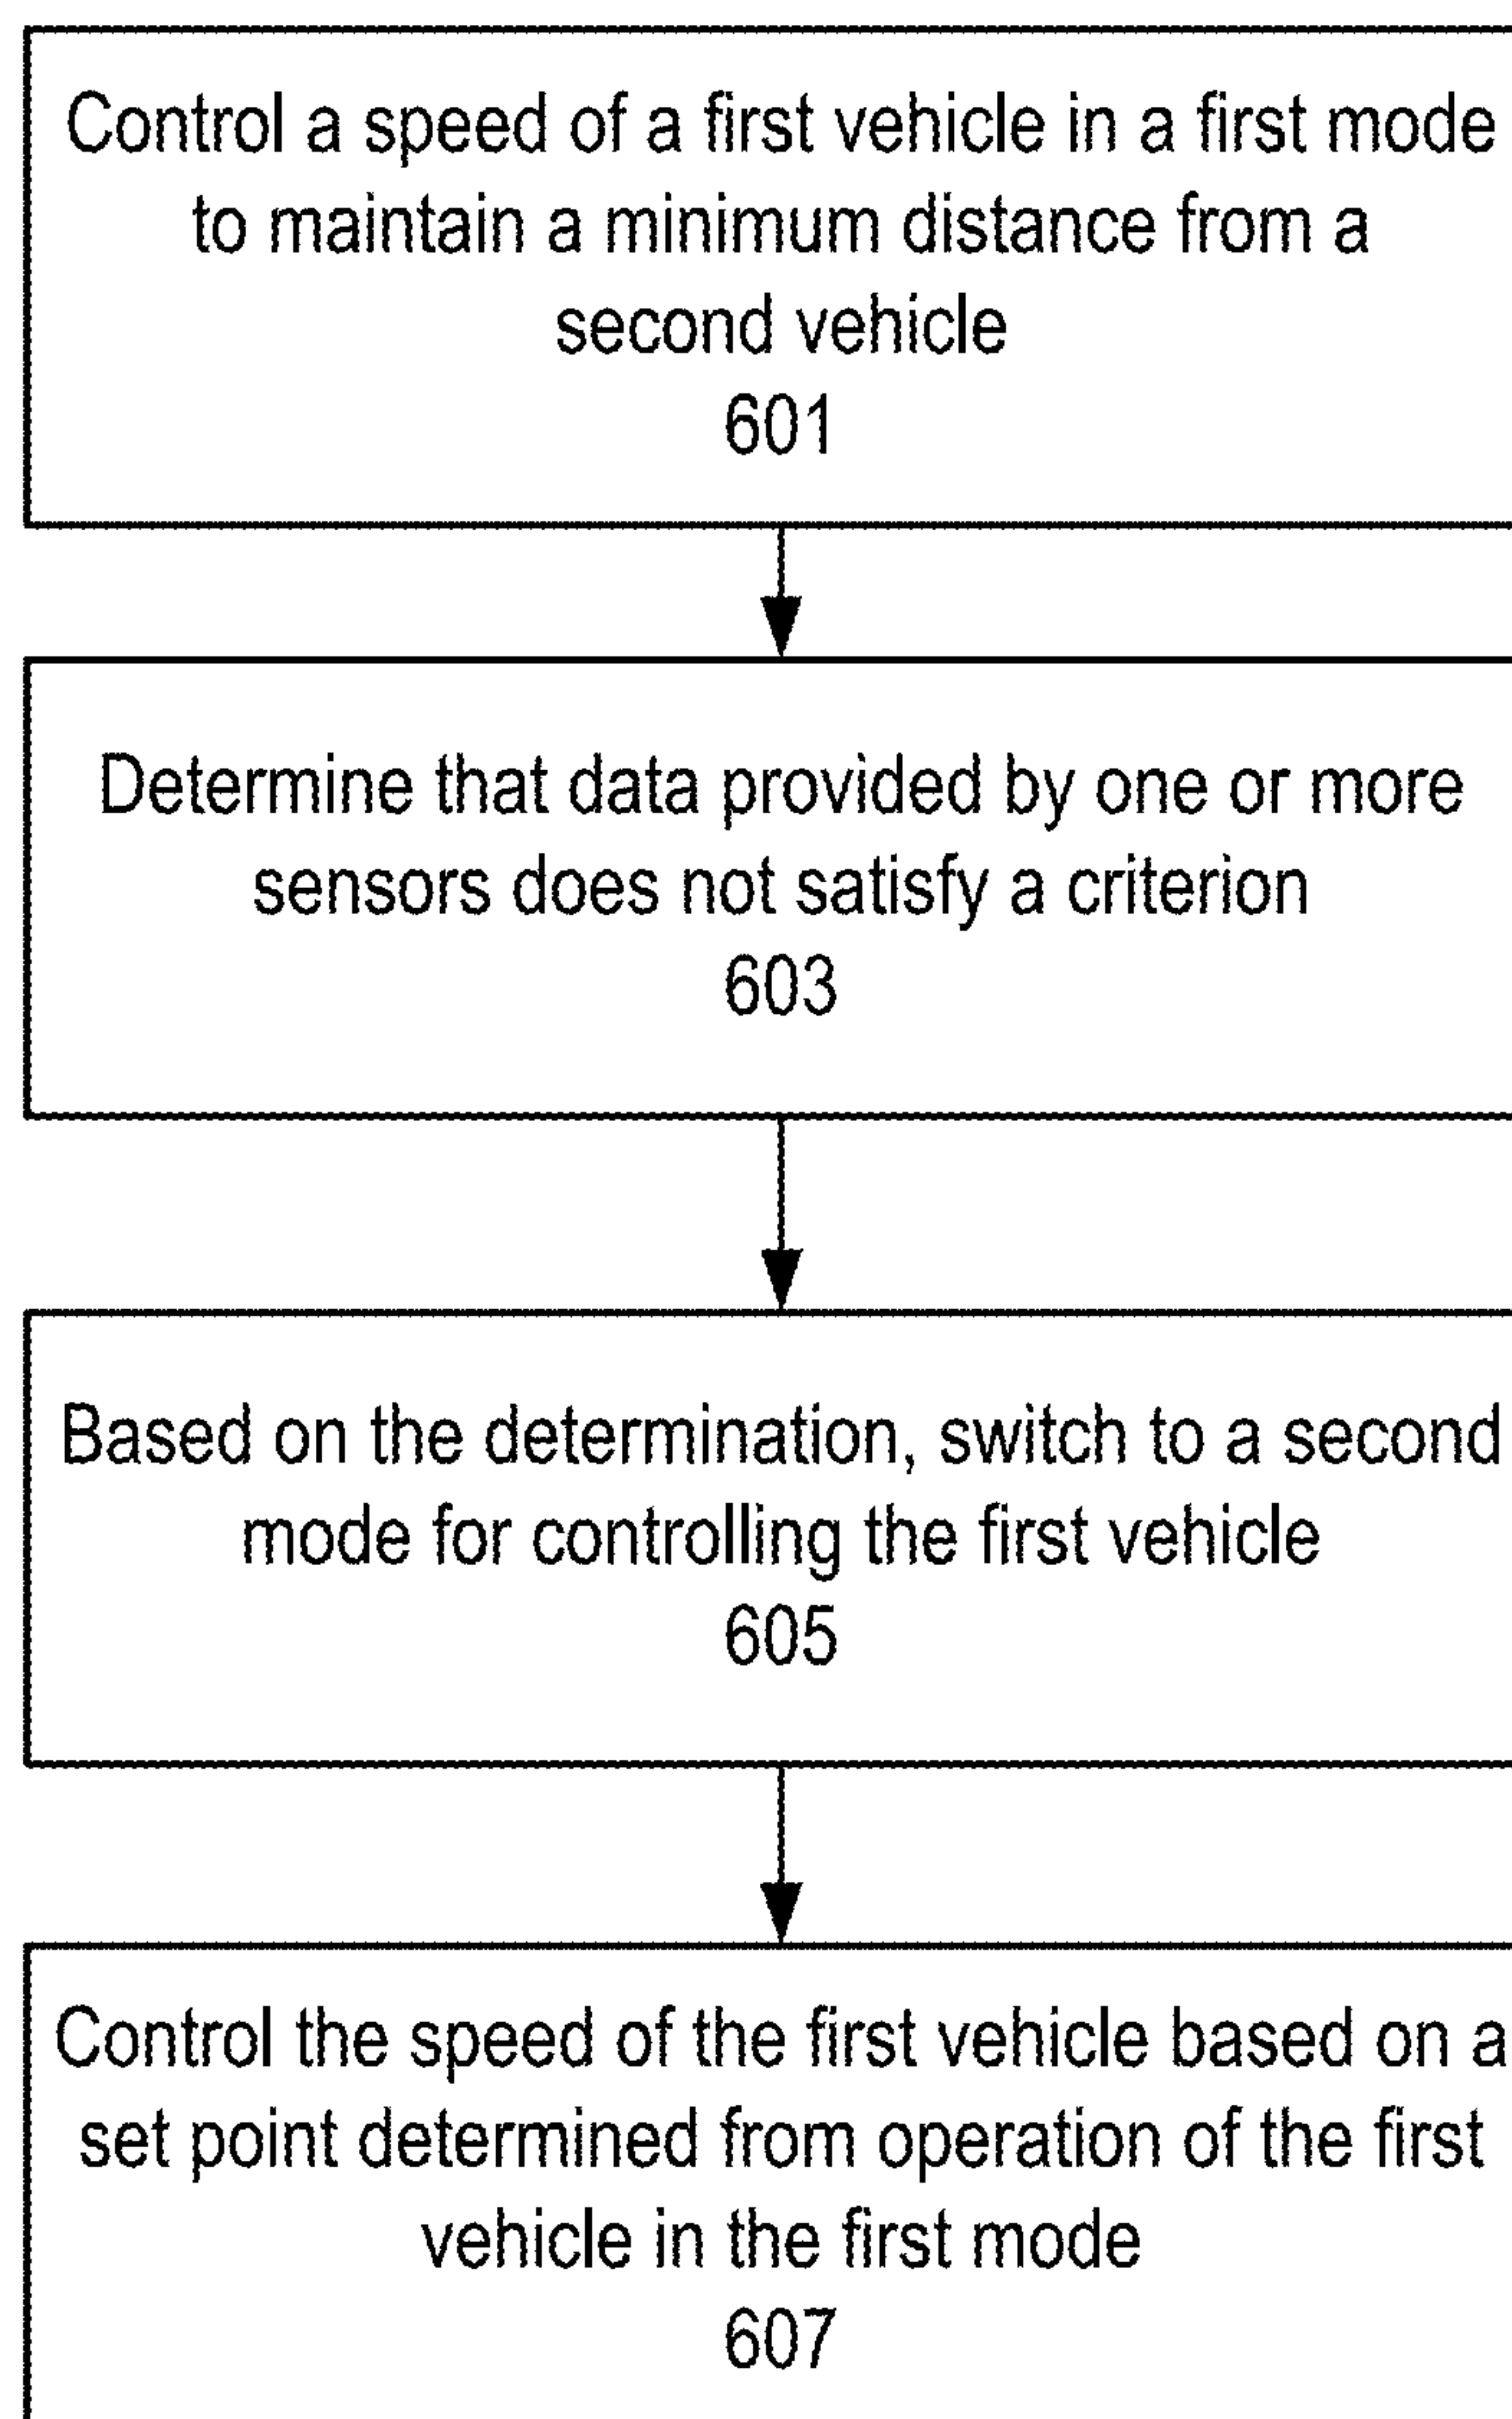 Control a speed of a first vehicle in a first mode
to maintain a minimum distance from a
second vehicle
601
Determine that data provided by one or more
sensors does not satisfy a criterion
603
Based on the determination, switch to a second
mode for controlling the first vehicle
605
Control the speed of the first vehicle based on a
set point determined from operation of the first
vehicle in the first mode
607